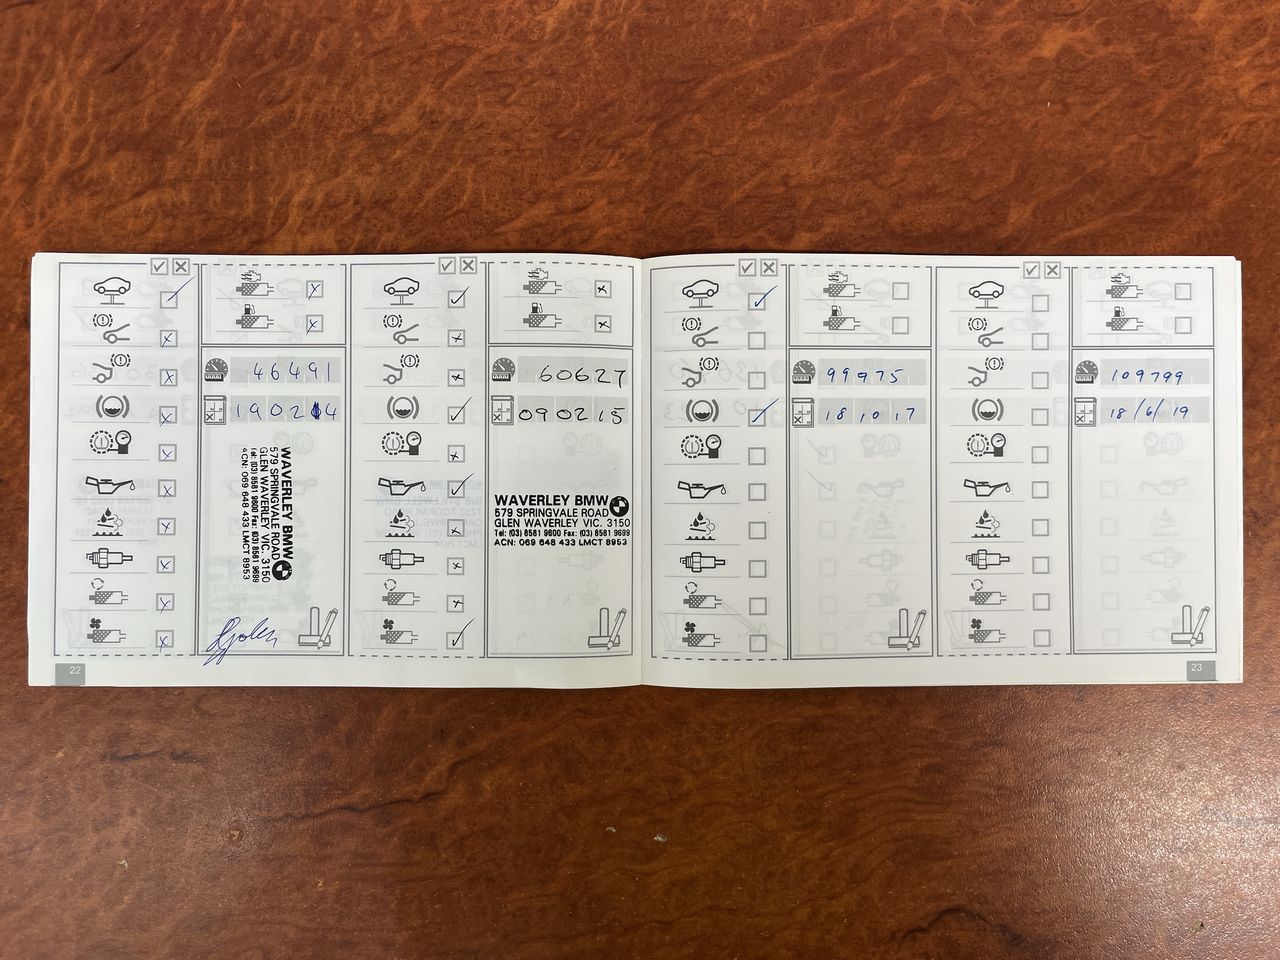 46491
190214
WAVERLEY BMW
579 SPRINGVALE ROAD
GLEN WAVERLEY VIC. 3150
Tel: (03) 8581 9600 Fax: (03) 8581 9699
ACN: 069 648 433 LMCT 8953
60627
090215
WAVERLEY BMW
579 SPRINGVALE ROAD
GLEN WAVERLEY VIC. 3150
Tel: (03) 8581 9600 Fax: (03) 8581 9699
ACN: 069 648 433 LMCT 8953
22
99975
18 10 17
109799
18/6/19
23